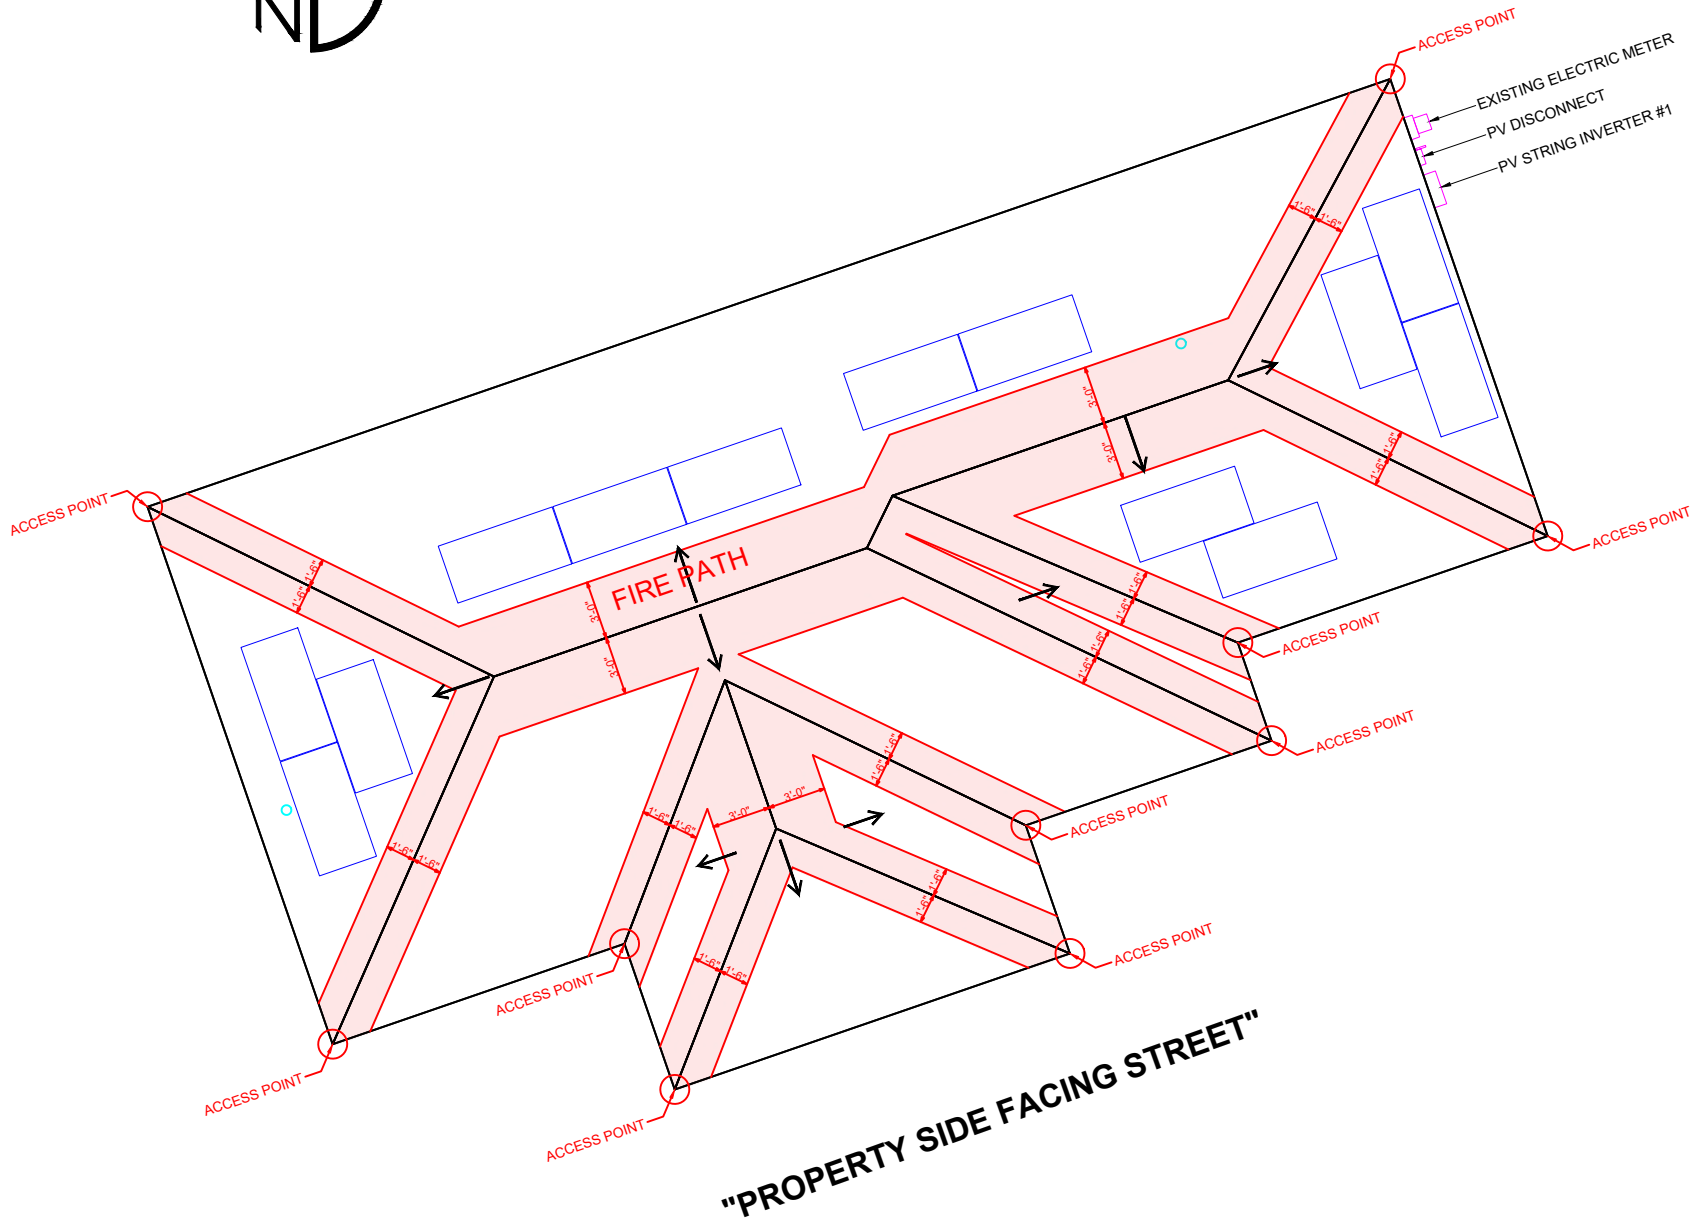 N
ACCESS POINT
EXISTING ELECTRIC METER
PV DISCONNECT
PV STRING INVERTER #1
1'-6" 1'-6"
3'-0"
3'-0"
1'-6"
1'-6"
ACCESS POINT
ACCESS POINT
FIRE PATH
1'-6"
1'-6"
3'-0"
3'-0"
1'-6"
1'-6"
ACCESS POINT
1'-6"
1'-6"
ACCESS POINT
1'-6"
1'-6"
3'-0" 3'-0"
1'-6" 1'-6"
ACCESS POINT
1'-6" 1'-6"
1'-6"
1'-6"
ACCESS POINT
1'-6" 1'-6"
ACCESS POINT
ACCESS POINT
ACCESS POINT
"PROPERTY SIDE FACING STREET"